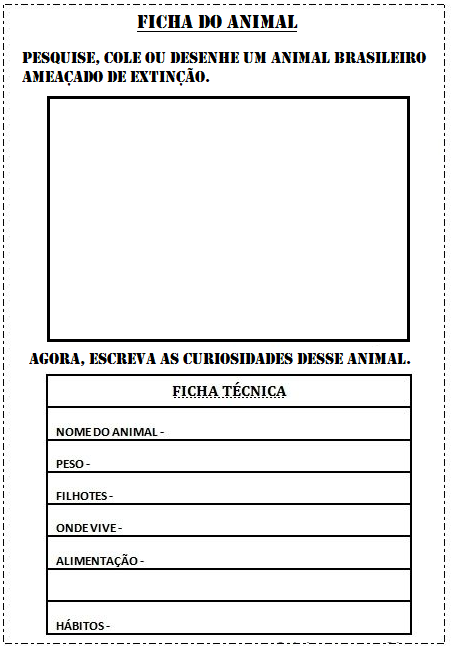 FICHA DO ANIMAL
PESQUISE, COLE OU DESENHE UM ANIMAL BRASILEIRO
AMEAÇADO DE EXTINÇÃO.
AGORA, ESCREVA AS CURIOSIDADES DESSE ANIMAL.
FICHA TÉCNICA
NOME DO ANIMAL -
PESO -
FILHOTES -
ONDE VIVE -
ALIMENTAÇÃO -
HÁBITOS -